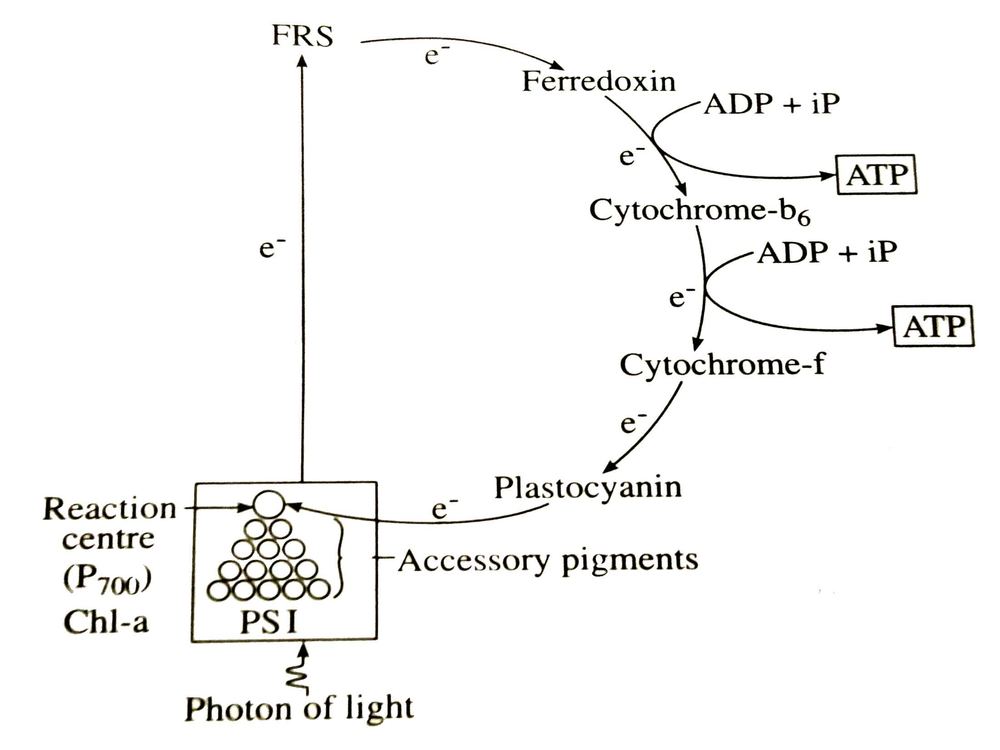 FRS
e⁻
Ferredoxin
ADP + iP
e⁻
ATP
Cytochrome-b₆
ADP + iP
e⁻
e⁻
ATP
Cytochrome-f
e⁻
Plastocyanin
e⁻
Reaction
centre
(P₇₀₀)
Chl-a
Accessory pigments
PS I
Photon of light